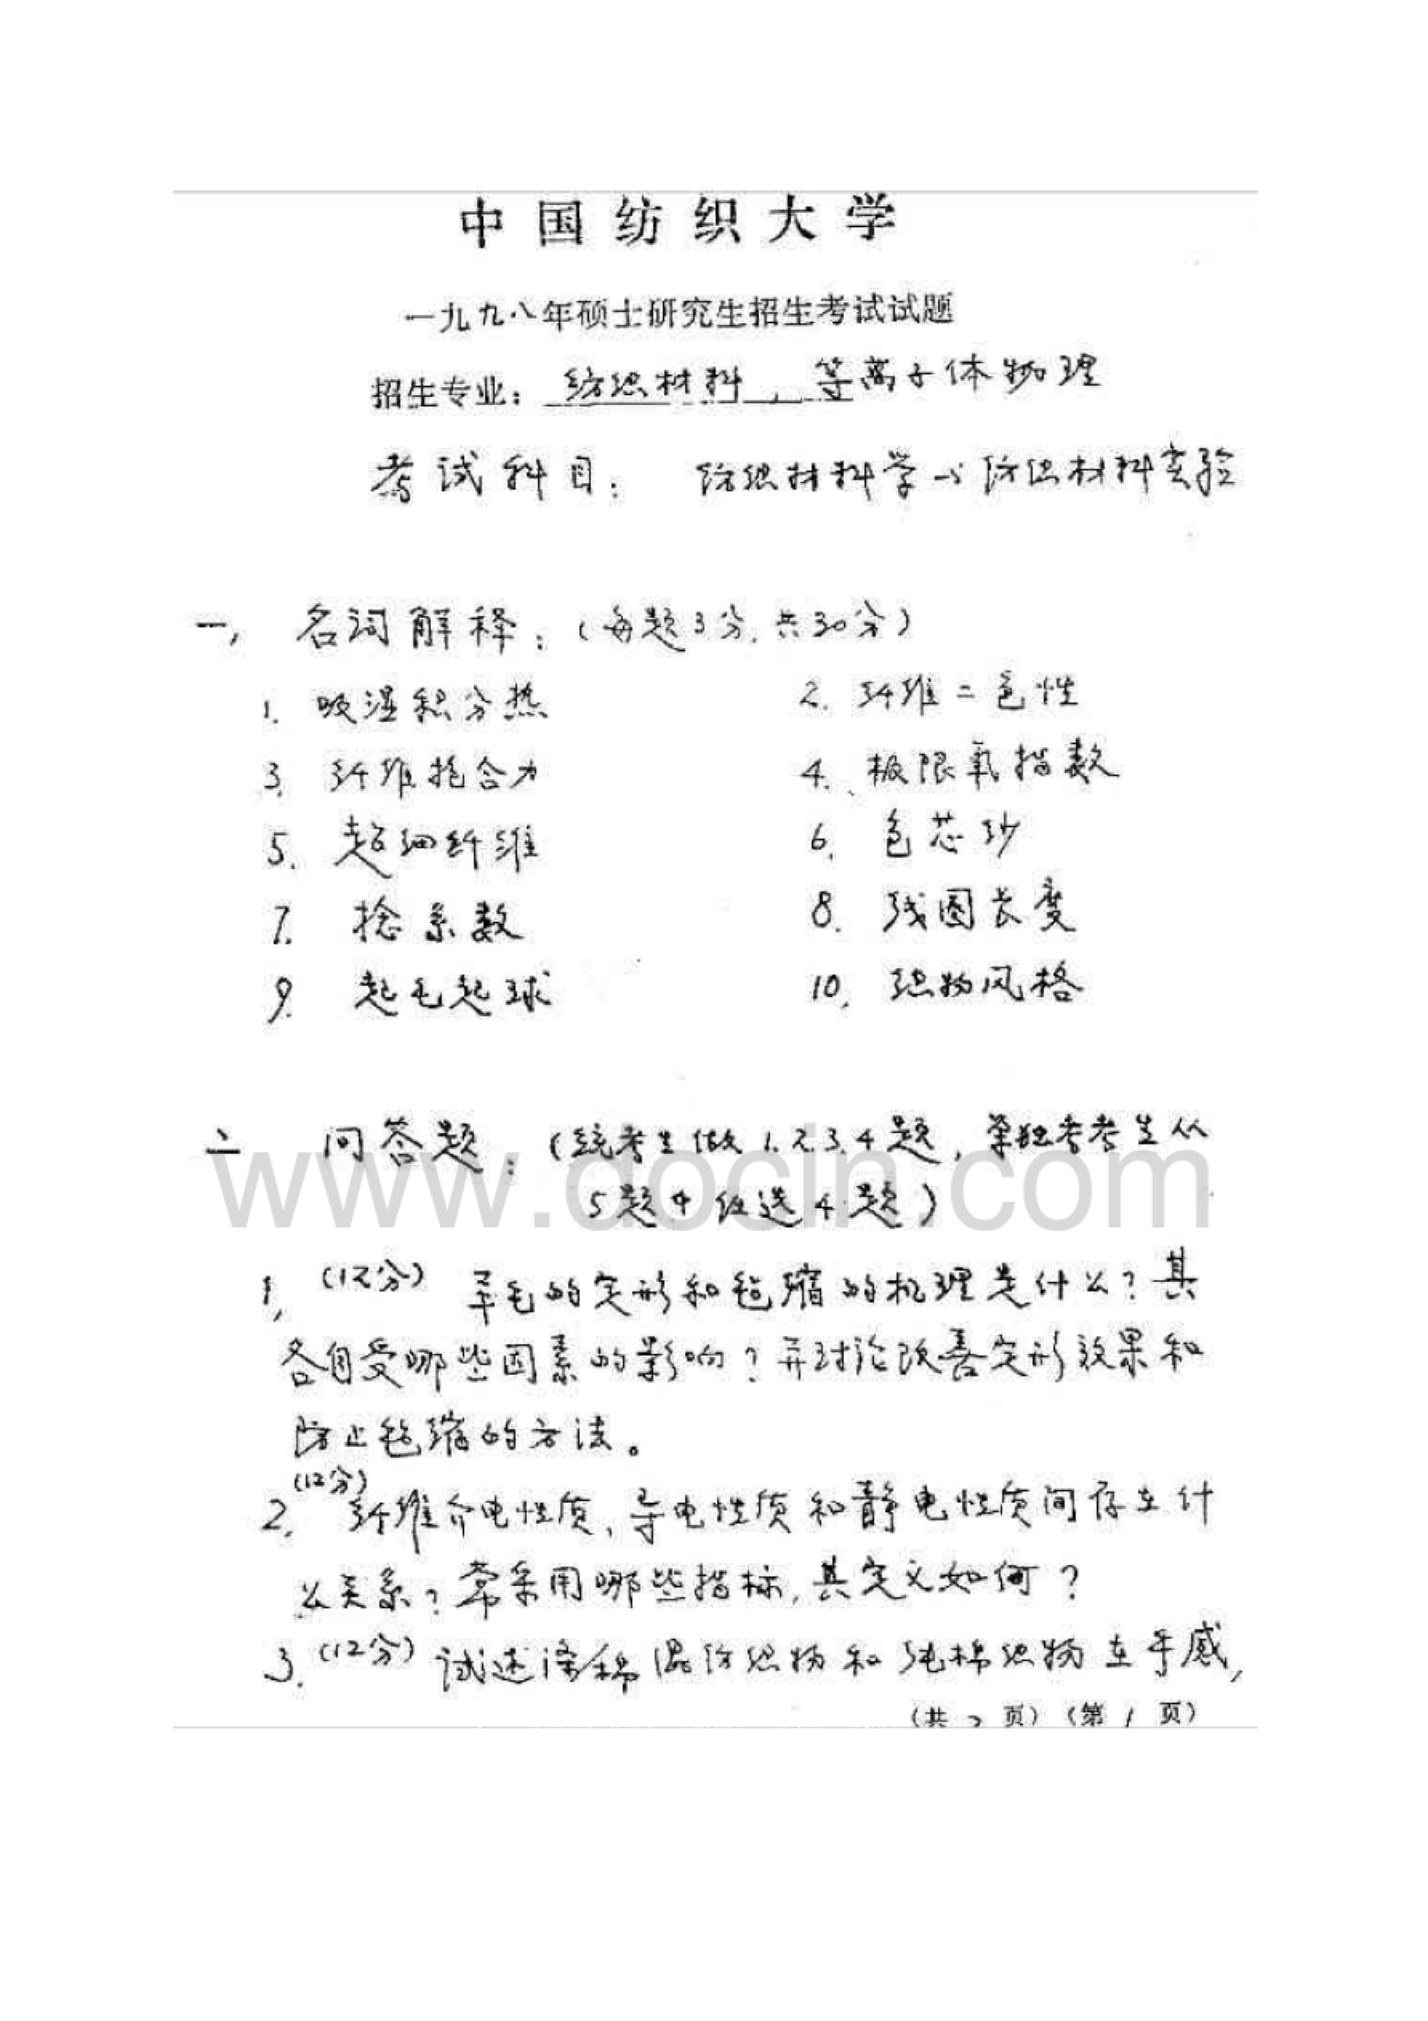 中国纺织大学
一九九八年硕士研究生招生考试试题
招生专业：纺织材料，等离子体物理
考试科目： 纺织材料学与纺织材料实验
一、名词解释：（每题3分，共30分）
1. 吸湿积分热 2. 纤维二色性
3. 纤维抱合力 4. 极限氧指数
5. 超细纤维 6. 包芯纱
7. 捻系数 8. 线圈长度
9. 起毛起球 10. 织物风格
二 问答题：（统考生做1.2.3.4题，单独考考生从
5题中任选4题）
www.docin.com
1，（12分）羊毛的定形和毡缩的机理是什么？其
各自受哪些因素的影响？并讨论改善定形效果和
防止毡缩的方法。
（12分）
2. 纤维介电性质，导电性质和静电性质间存在什
么关系？常采用哪些指标，其定义如何？
3.（12分）试述涤棉混纺织物和纯棉织物在手感，
（共2页）（第1页）